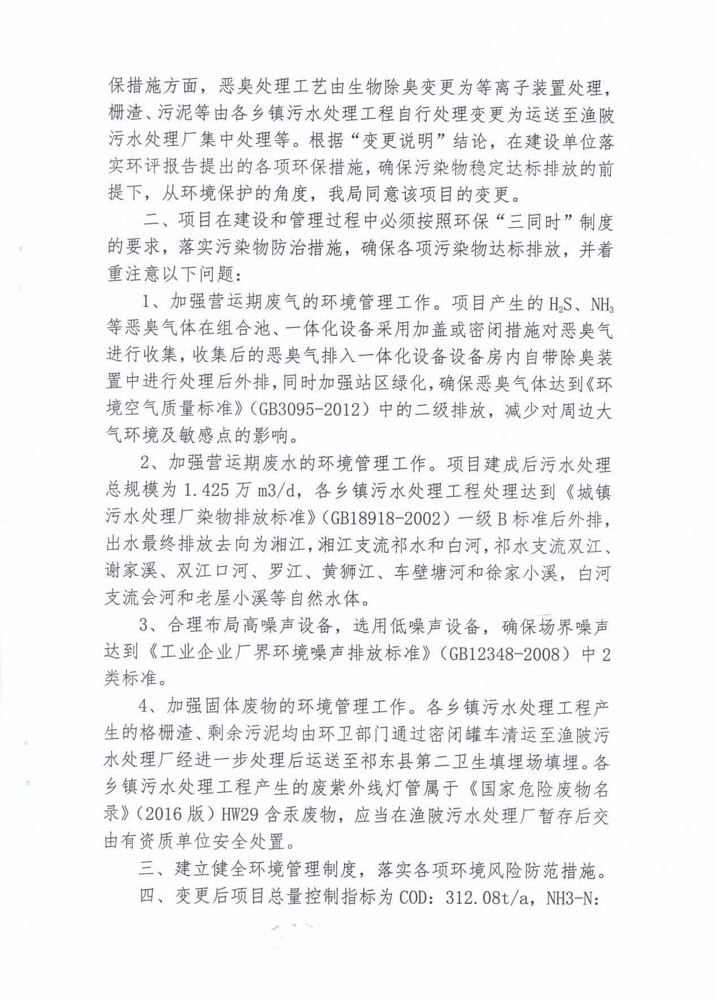 保措施方面，恶臭处理工艺由生物除臭变更为等离子装置处理，
栅渣、污泥等由各乡镇污水处理工程自行处理变更为运送至渔陂
污水处理厂集中处理等。根据“变更说明”结论，在建设单位落
实环评报告提出的各项环保措施，确保污染物稳定达标排放的前
提下，从环境保护的角度，我局同意该项目的变更。
二、项目在建设和管理过程中必须按照环保“三同时”制度
的要求，落实污染物防治措施，确保各项污染物达标排放，并着
重注意以下问题：
1、加强营运期废气的环境管理工作。项目产生的 H₂S、NH₃
等恶臭气体在组合池、一体化设备采用加盖或密闭措施对恶臭气
进行收集，收集后的恶臭气排入一体化设备设备房内自带除臭装
置中进行处理后外排，同时加强站区绿化，确保恶臭气体达到《环
境空气质量标准》（GB3095-2012）中的二级排放，减少对周边大
气环境及敏感点的影响。
2、加强营运期废水的环境管理工作。项目建成后污水处理
总规模为 1.425 万 m3/d，各乡镇污水处理工程处理达到《城镇
污水处理厂染物排放标准》（GB18918-2002）一级 B 标准后外排，
出水最终排放去向为湘江，湘江支流祁水和白河，祁水支流双江、
谢家溪、双江口河、罗江、黄狮江、车壁塘河和徐家小溪，白河
支流会河和老屋小溪等自然水体。
3、合理布局高噪声设备，选用低噪声设备，确保场界噪声
达到《工业企业厂界环境噪声排放标准》（GB12348-2008）中 2
类标准。
4、加强固体废物的环境管理工作。各乡镇污水处理工程产
生的格栅渣、剩余污泥均由环卫部门通过密闭罐车清运至渔陂污
水处理厂经进一步处理后运送至祁东县第二卫生填埋场填埋。各
乡镇污水处理工程产生的废紫外线灯管属于《国家危险废物名
录》（2016 版）HW29 含汞废物，应当在渔陂污水处理厂暂存后交
由有资质单位安全处置。
三、建立健全环境管理制度，落实各项环境风险防范措施。
四、变更后项目总量控制指标为 COD：312.08t/a，NH3-N：